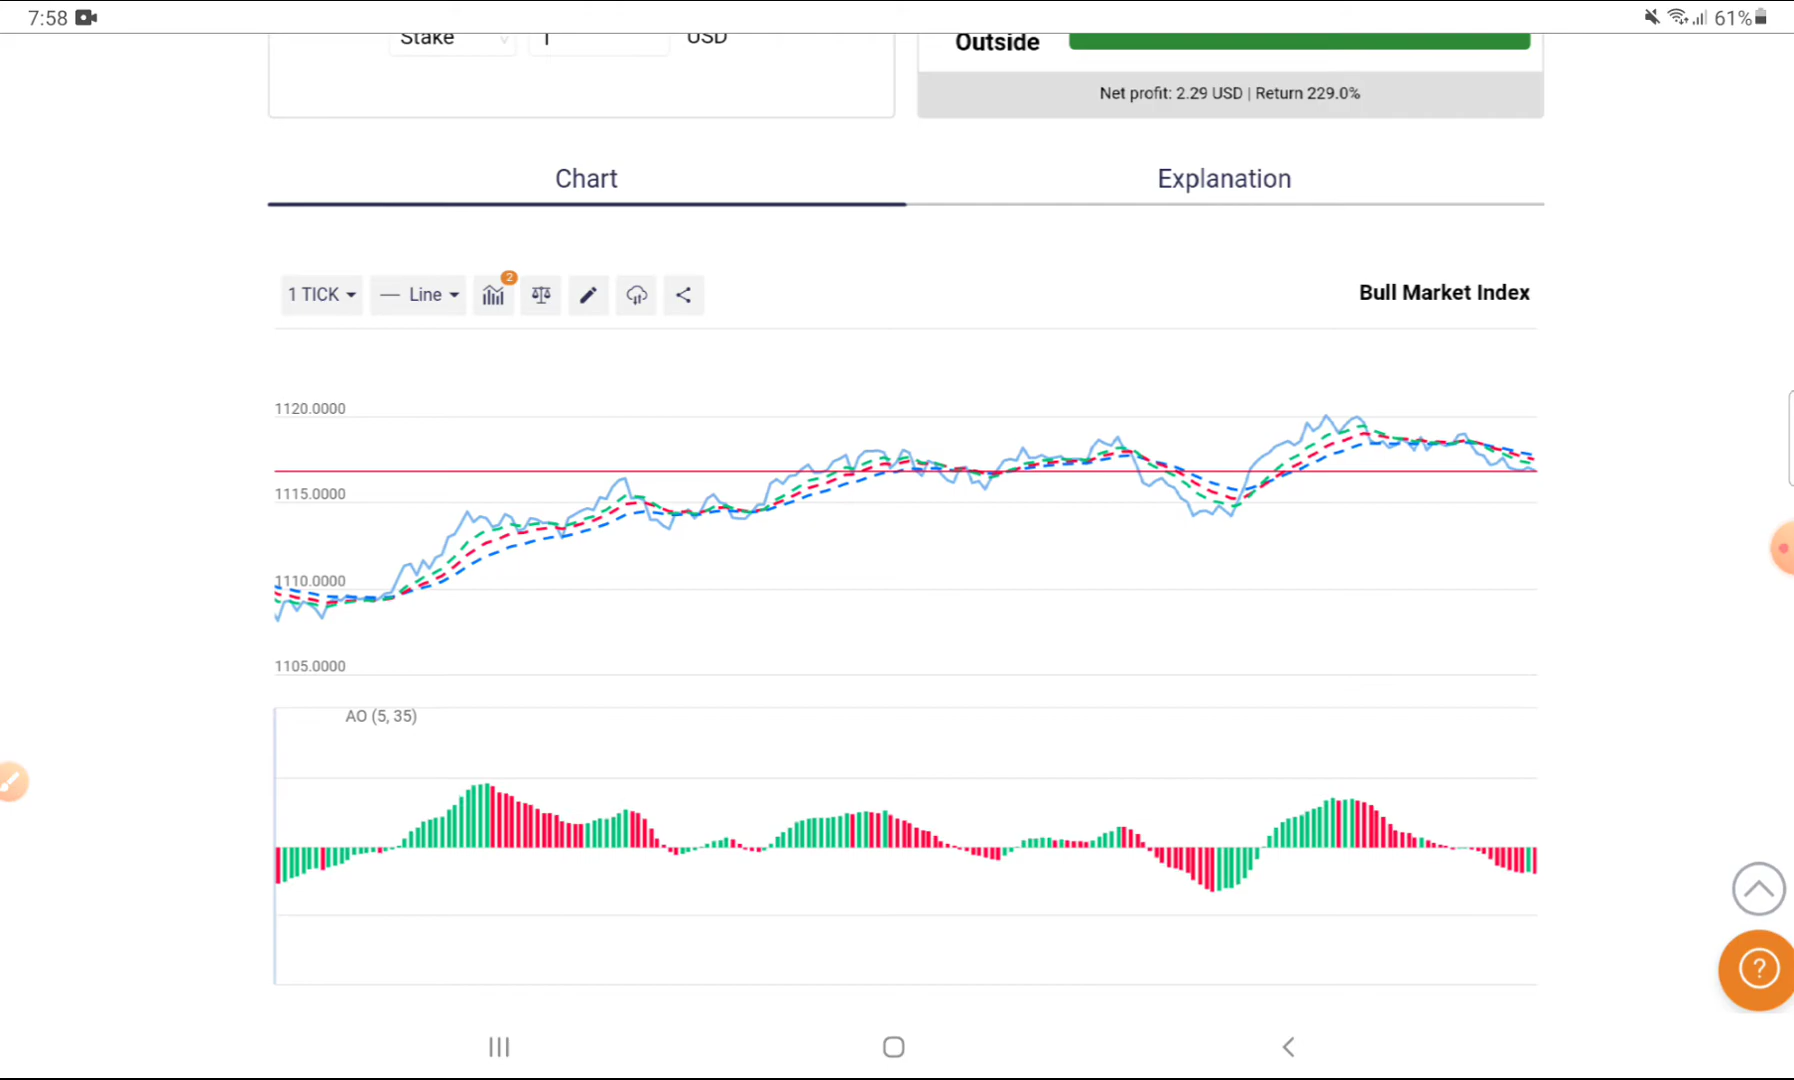 7:58
61%
Stake 1 USD
Outside
Net profit: 2.29 USD | Return 229.0%
Chart
Explanation
1 TICK
Line
2
Bull Market Index
1120.0000
1115.0000
1110.0000
1105.0000
AO (5, 35)
?